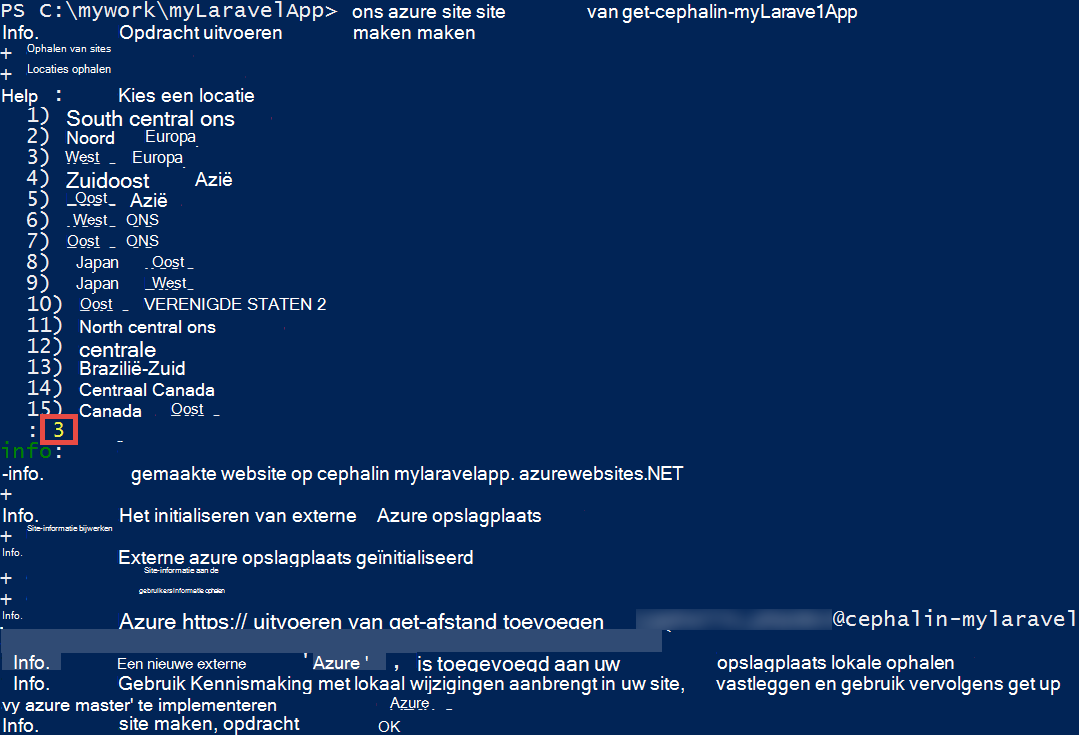 PS C:\mywork\myLaravelApp> ons azure site site van get-cephalin-myLarave1App
Info. Opdracht uitvoeren maken maken
+ Ophalen van sites
+ Locaties ophalen
Help : Kies een locatie
1) South central ons
2) Noord Europa
3) West _ Europa
4) Zuidoost Azië
5) _Oost_ Azië
6) _West_ ONS
7) Oost _ ONS
8) Japan _Oost_
9) Japan _West_
10) Oost _ VERENIGDE STATEN 2
11) North central ons
12) centrale
13) Brazilië-Zuid
14) Centraal Canada
15) Canada Oost _
: 3 _
info:
-info. gemaakte website op cephalin mylaravelapp. azurewebsites.NET
+
Info. Het initialiseren van externe Azure opslagplaats
+ Site-informatie bijwerken
Info. Externe azure opslagplaats geïnitialiseerd
+ Site-informatie aan de
+ gebruikersinformatie ophalen
Info. Azure https:// uitvoeren van get-afstand toevoegen @cephalin-mylaravel
Info. Een nieuwe externe ' Azure ' , is toegevoegd aan uw opslagplaats lokale ophalen
Info. Gebruik Kennismaking met lokaal wijzigingen aanbrengt in uw site, vastleggen en gebruik vervolgens get up
vy azure master' te implementeren Azure _
Info. site maken, opdracht OK